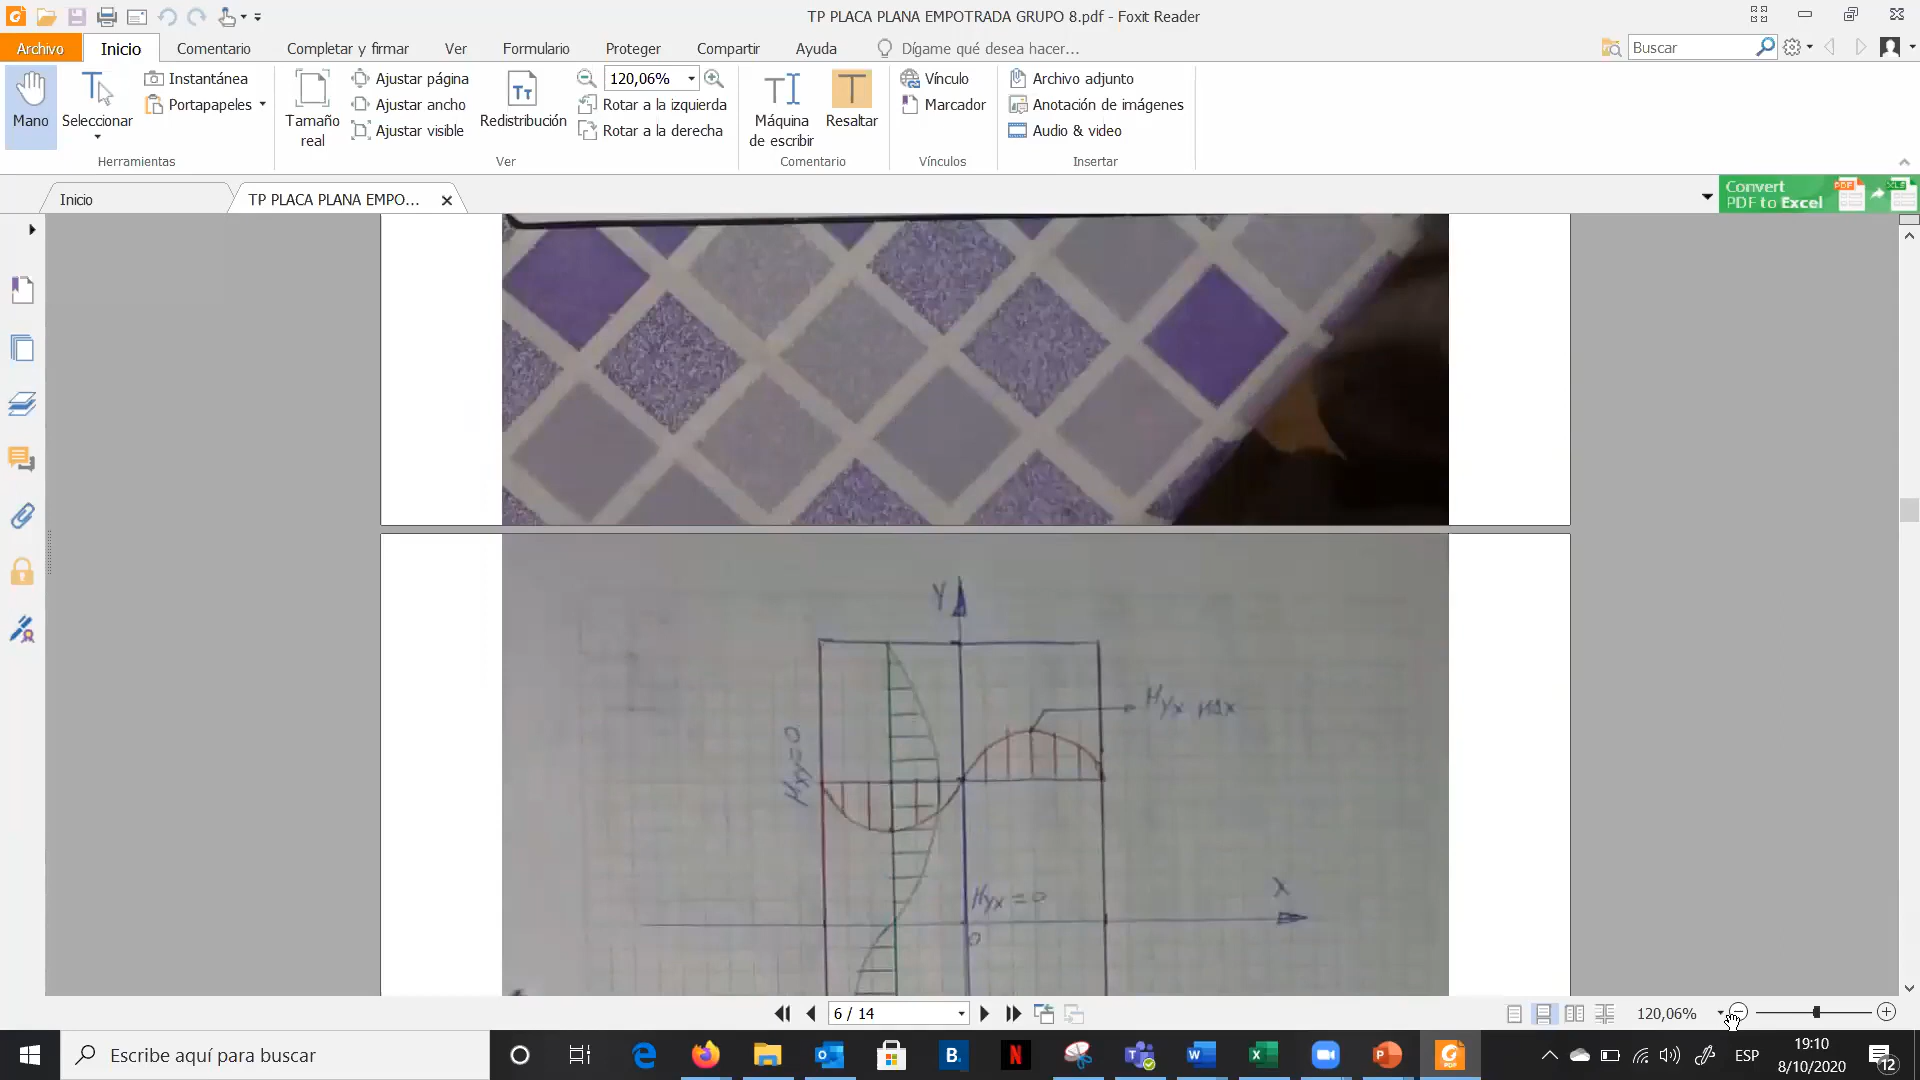 TP PLACA PLANA EMPOTRADA GRUPO 8.pdf - Foxit Reader
Archivo
Inicio
Comentario
Completar y firmar
Ver
Formulario
Proteger
Compartir
Ayuda
Dígame qué desea hacer...
Buscar
Mano
Seleccionar
Instantánea
Portapapeles
Herramientas
Tamaño
real
Ajustar página
Ajustar ancho
Ajustar visible
Redistribución
120,06%
Rotar a la izquierda
Rotar a la derecha
Ver
Máquina
de escribir
Resaltar
Comentario
Vínculo
Marcador
Vínculos
Archivo adjunto
Anotación de imágenes
Audio & video
Insertar
Inicio
TP PLACA PLANA EMPO...
Convert
PDF to Excel
Y
Mxy=0
Myx MAX
Myx = 0
X
0
6 / 14
120,06%
Escribe aquí para buscar
ESP
19:10
8/10/2020
12